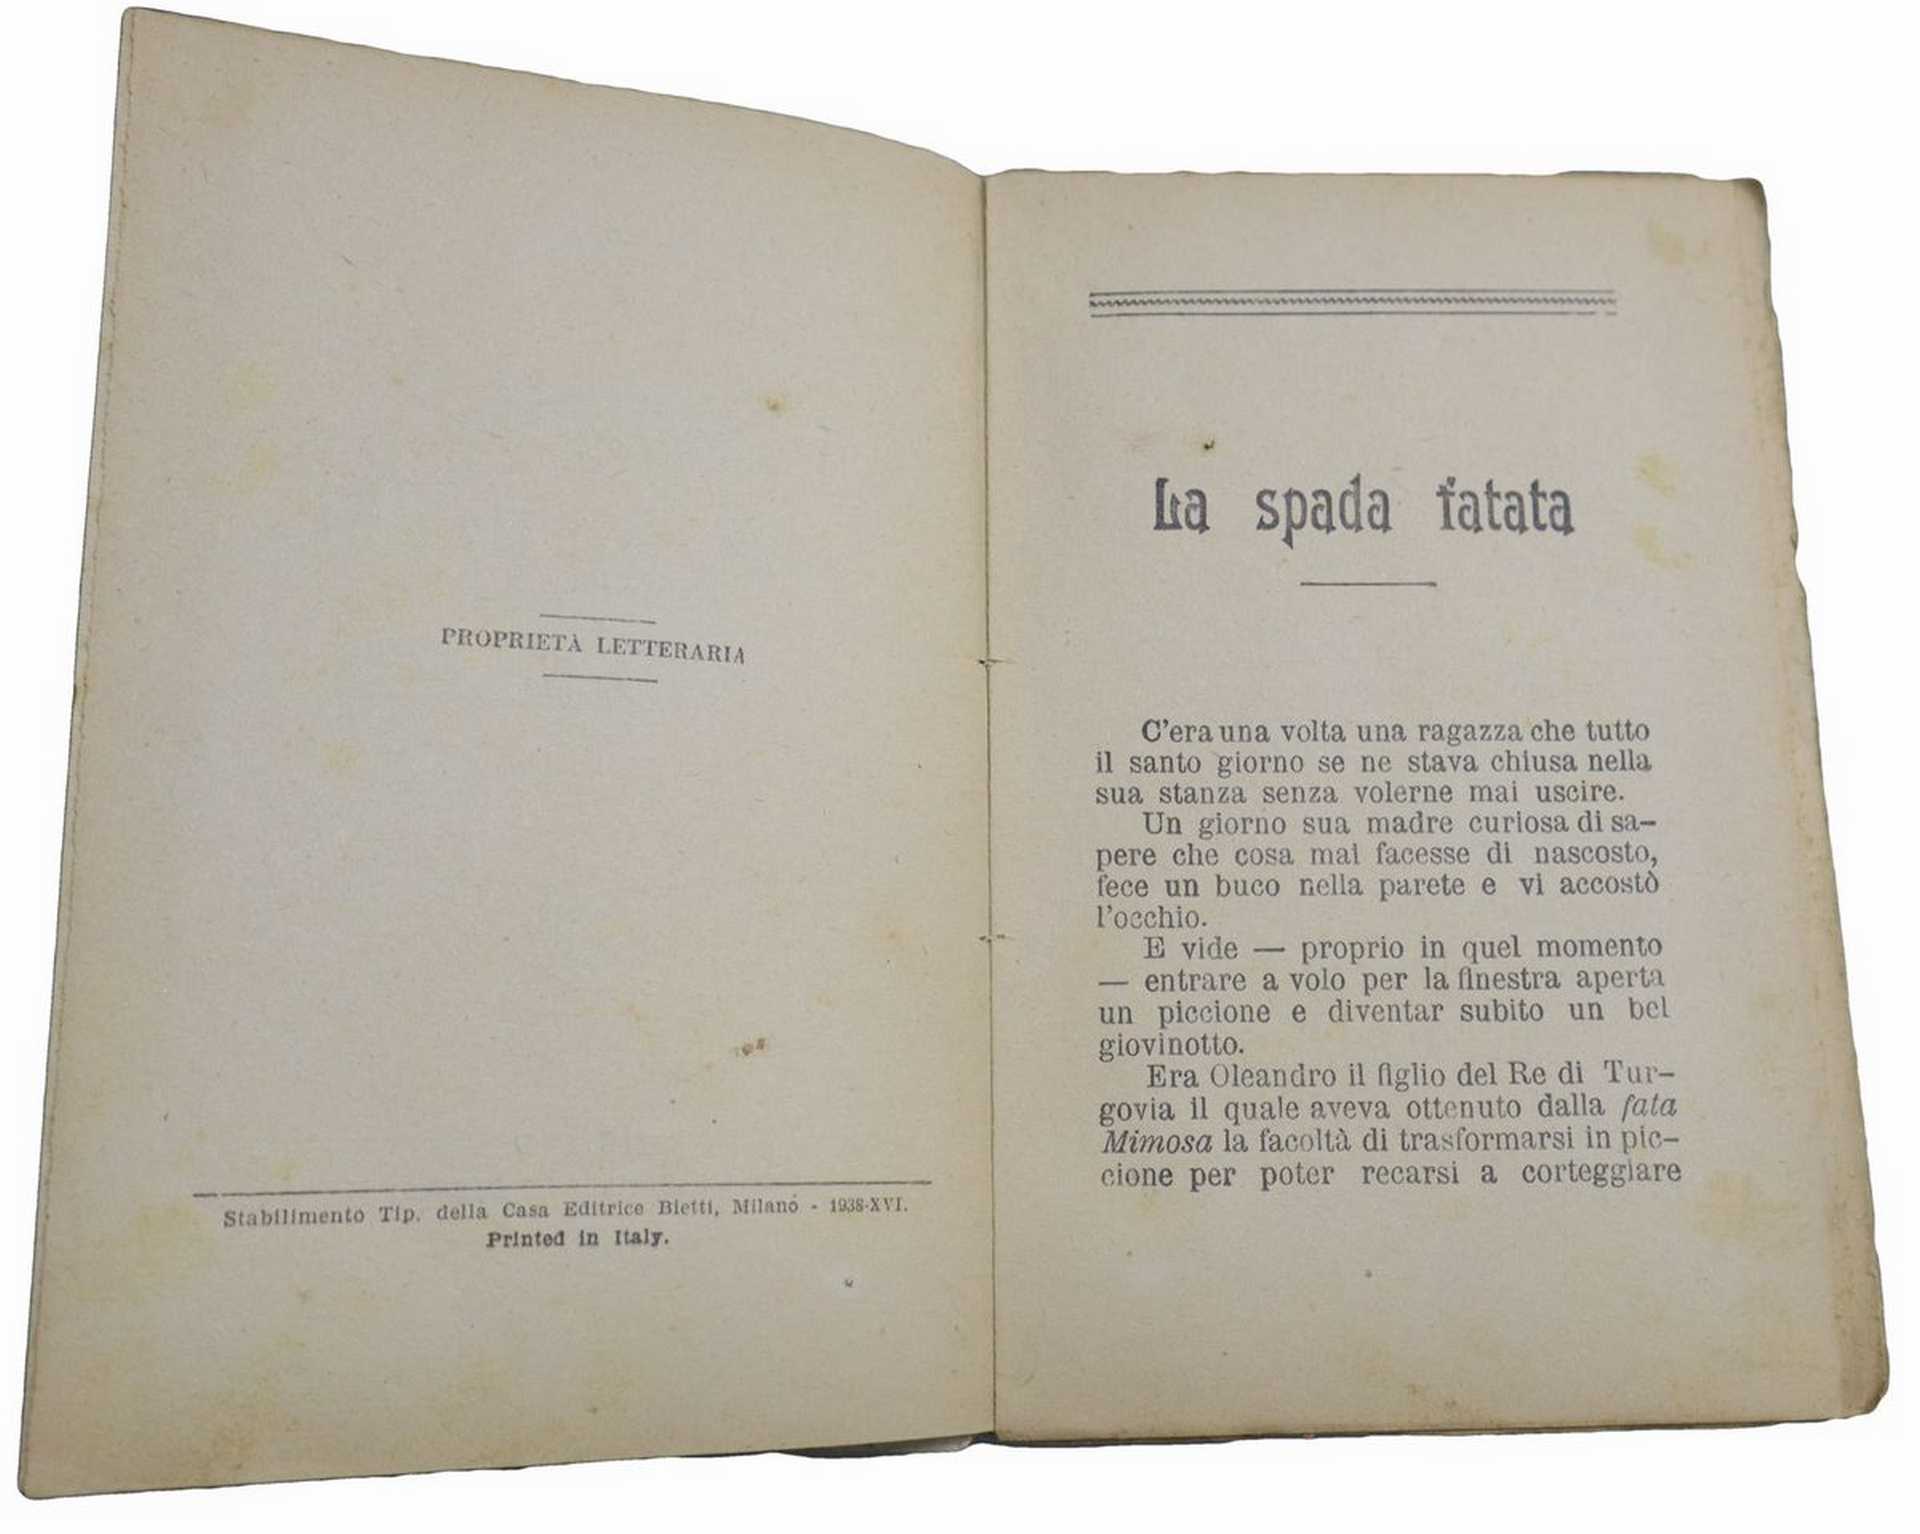 PROPRIETÀ LETTERARIA
Stabilimento Tip. della Casa Editrice Bietti, Milano - 1938-XVI.
Printed in Italy.
La spada fatata
C'era una volta una ragazza che tutto
il santo giorno se ne stava chiusa nella
sua stanza senza volerne mai uscire.
Un giorno sua madre curiosa di sa-
pere che cosa mai facesse di nascosto,
fece un buco nella parete e vi accostò
l'occhio.
E vide — proprio in quel momento
— entrare a volo per la finestra aperta
un piccione e diventar subito un bel
giovinotto.
Era Oleandro il figlio del Re di Tur-
govia il quale aveva ottenuto dalla fata
Mimosa la facoltà di trasformarsi in pic-
cione per poter recarsi a corteggiare